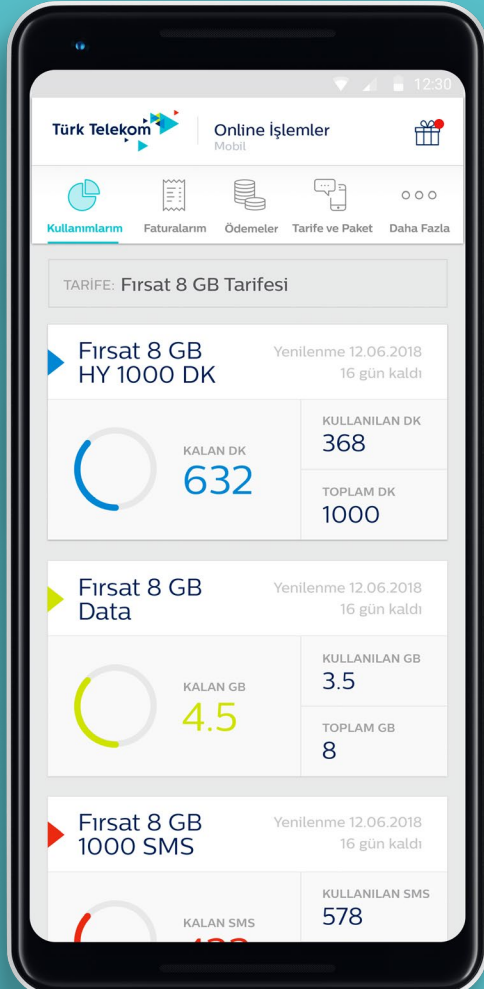 12:30
Türk Telekom
Online İşlemler
Mobil
Kullanımlarım
Faturalarım
Ödemeler
Tarife ve Paket
Daha Fazla
TARİFE: Fırsat 8 GB Tarifesi
Fırsat 8 GB
HY 1000 DK
Yenilenme 12.06.2018
16 gün kaldı
KALAN DK
632
KULLANILAN DK
368
TOPLAM DK
1000
Fırsat 8 GB
Data
Yenilenme 12.06.2018
16 gün kaldı
KALAN GB
4.5
KULLANILAN GB
3.5
TOPLAM GB
8
Fırsat 8 GB
1000 SMS
Yenilenme 12.06.2018
16 gün kaldı
KALAN SMS
KULLANILAN SMS
578